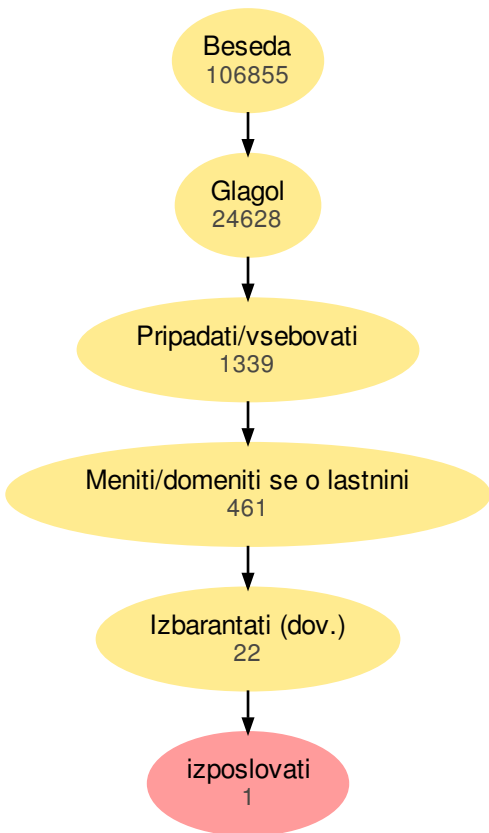 Beseda
106855
Glagol
24628
Pripadati/vsebovati
1339
Meniti/domeniti se o lastnini
461
Izbarantati (dov.)
22
izposlovati
1